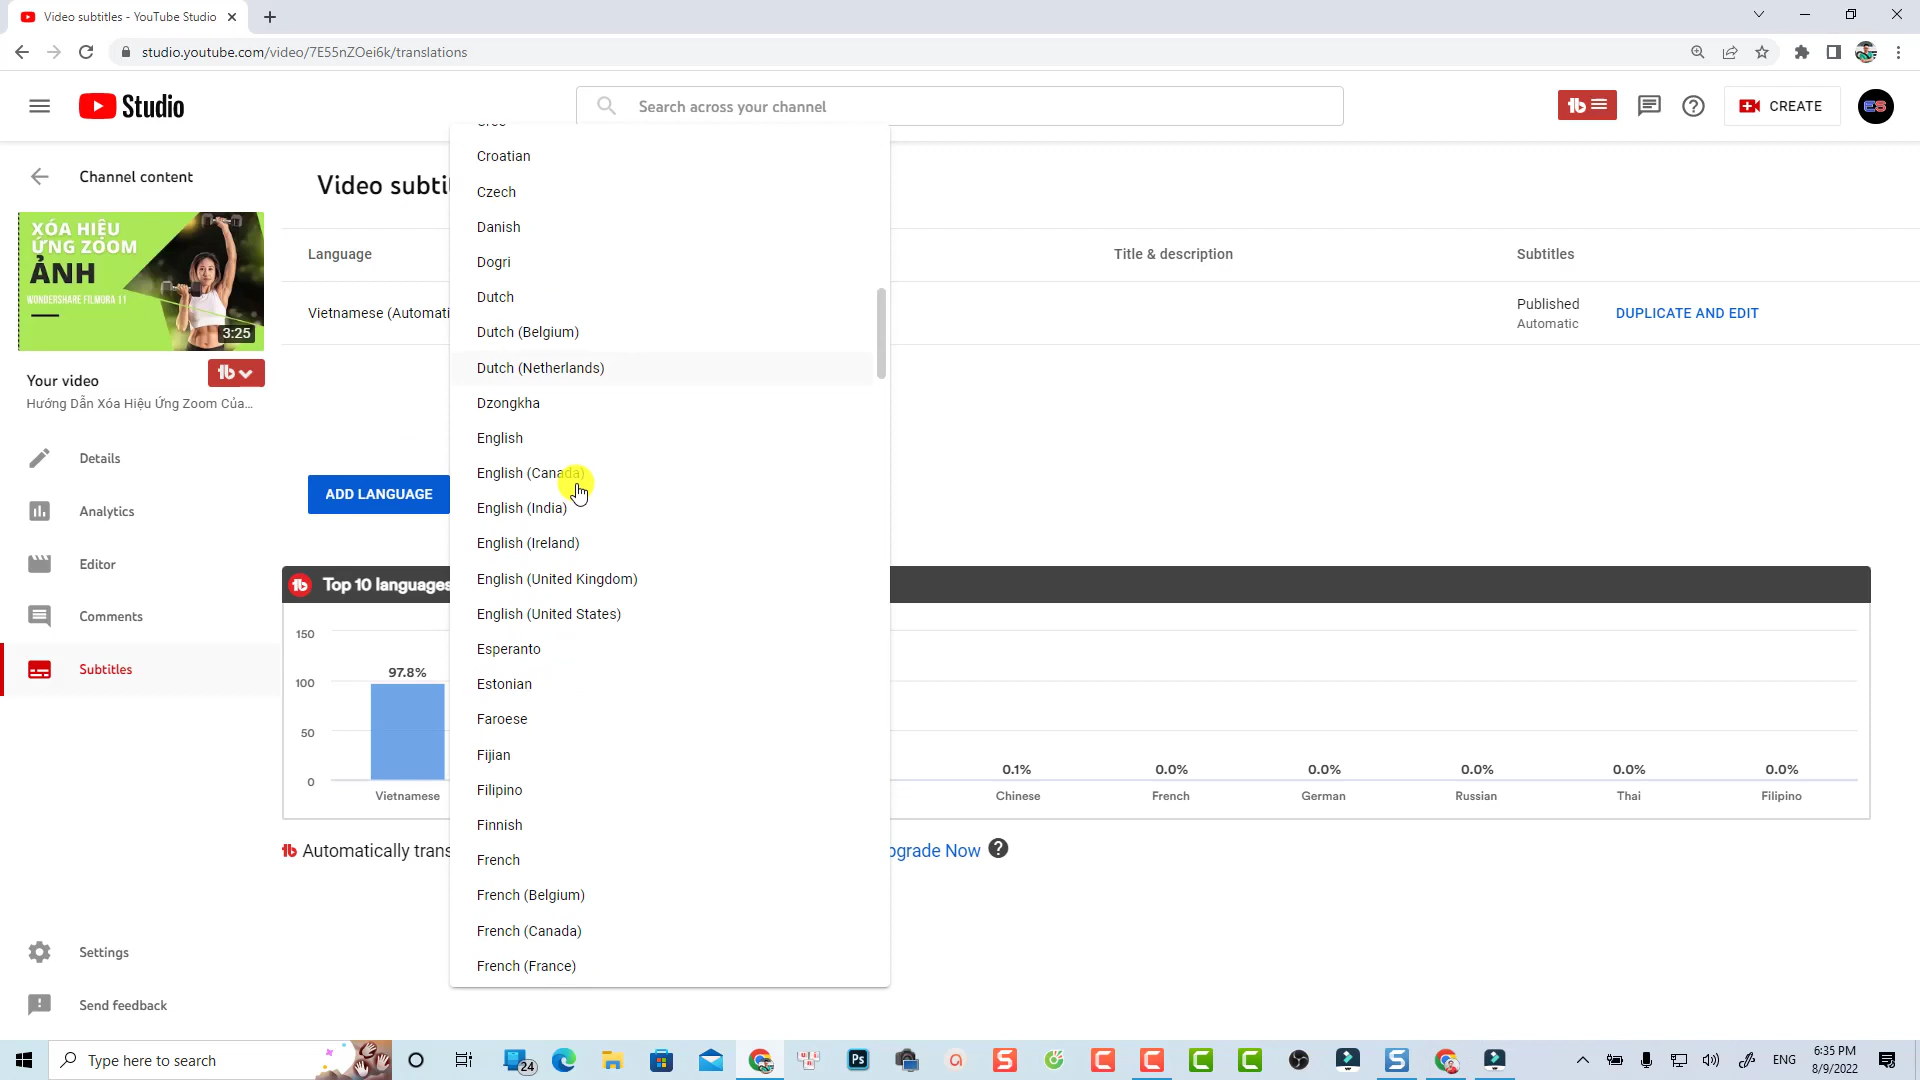 Video subtitles - YouTube Studio
studio.youtube.com/video/7E55nZOei6k/translations
Studio
Search across your channel
CREATE
ES
Channel content
XÓA HIỆU
ỨNG ZOOM
ẢNH
WONDERSHARE FILMORA 11
3:25
Your video
Hướng Dẫn Xóa Hiệu Ứng Zoom Của...
Details
Analytics
Editor
Comments
Subtitles
Settings
Send feedback
Video subti
Language
Title & description
Subtitles
Vietnamese (Automati
Published
Automatic
DUPLICATE AND EDIT
ADD LANGUAGE
Croatian
Czech
Danish
Dogri
Dutch
Dutch (Belgium)
Dutch (Netherlands)
Dzongkha
English
English (Canada)
English (India)
English (Ireland)
English (United Kingdom)
English (United States)
Esperanto
Estonian
Faroese
Fijian
Filipino
Finnish
French
French (Belgium)
French (Canada)
French (France)
Top 10 languages
150
100
50
0
97.8%
0.1%
0.0%
0.0%
0.0%
0.0%
0.0%
Vietnamese
Chinese
French
German
Russian
Thai
Filipino
Automatically trans
pgrade Now
Type here to search
24
Ps
ENG
6:35 PM
8/9/2022